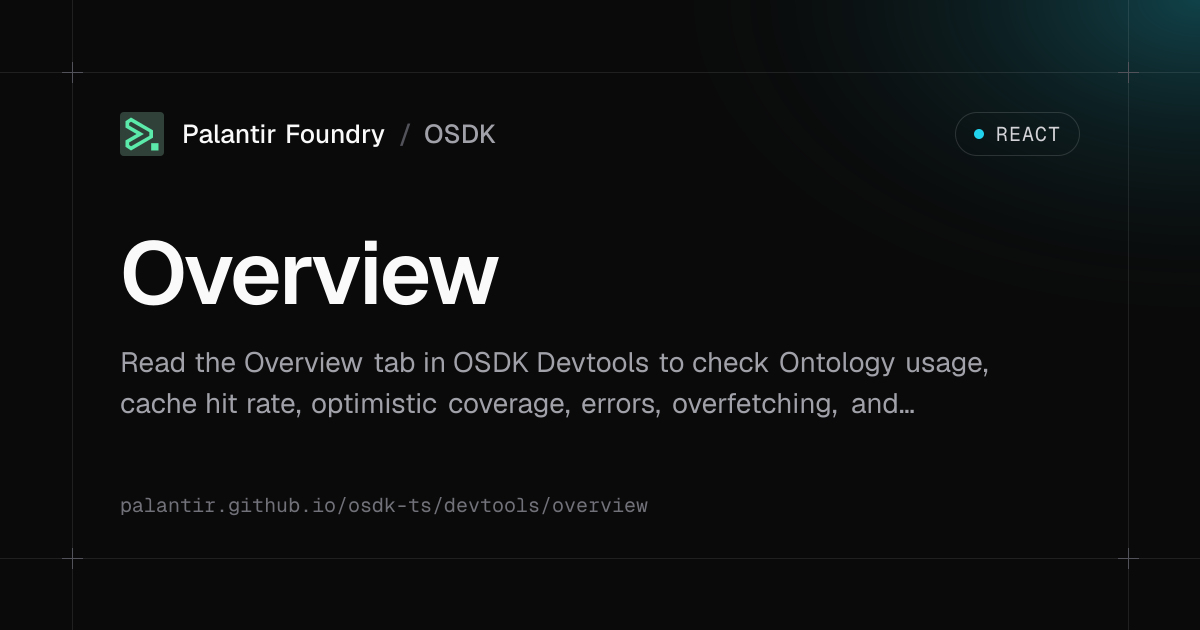 Palantir Foundry / OSDK
REACT
Overview
Read the Overview tab in OSDK Devtools to check Ontology usage,
cache hit rate, optimistic coverage, errors, overfetching, and…
palantir.github.io/osdk-ts/devtools/overview